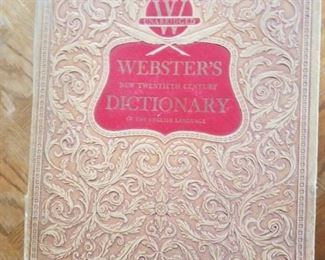 W
UNABRIDGED
WEBSTER'S
NEW TWENTIETH CENTURY
DICTIONARY
OF THE ENGLISH LANGUAGE